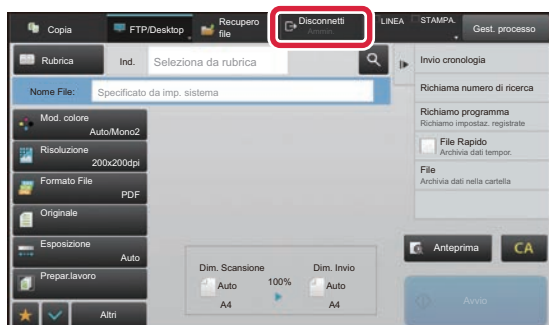 Copia
FTP/Desktop
Recupero
file
Disconnetti
Ammin.
LINEA
STAMPA.
Gest. processo
Rubrica
Ind.
Seleziona da rubrica
Nome File:
Specificato da imp. sistema
Mod. colore
Auto/Mono2
Risoluzione
200x200dpi
Formato File
PDF
Originale
Esposizione
Auto
Prepar.lavoro
Altri
Dim. Scansione
Auto
A4
100%
Dim. Invio
Auto
A4
Invio cronologia
Richiama numero di ricerca
Richiamo programma
Richiamo impostaz. registrate
File Rapido
Archivia dati tempor.
File
Archivia dati nella cartella
Anteprima
CA
Avvio